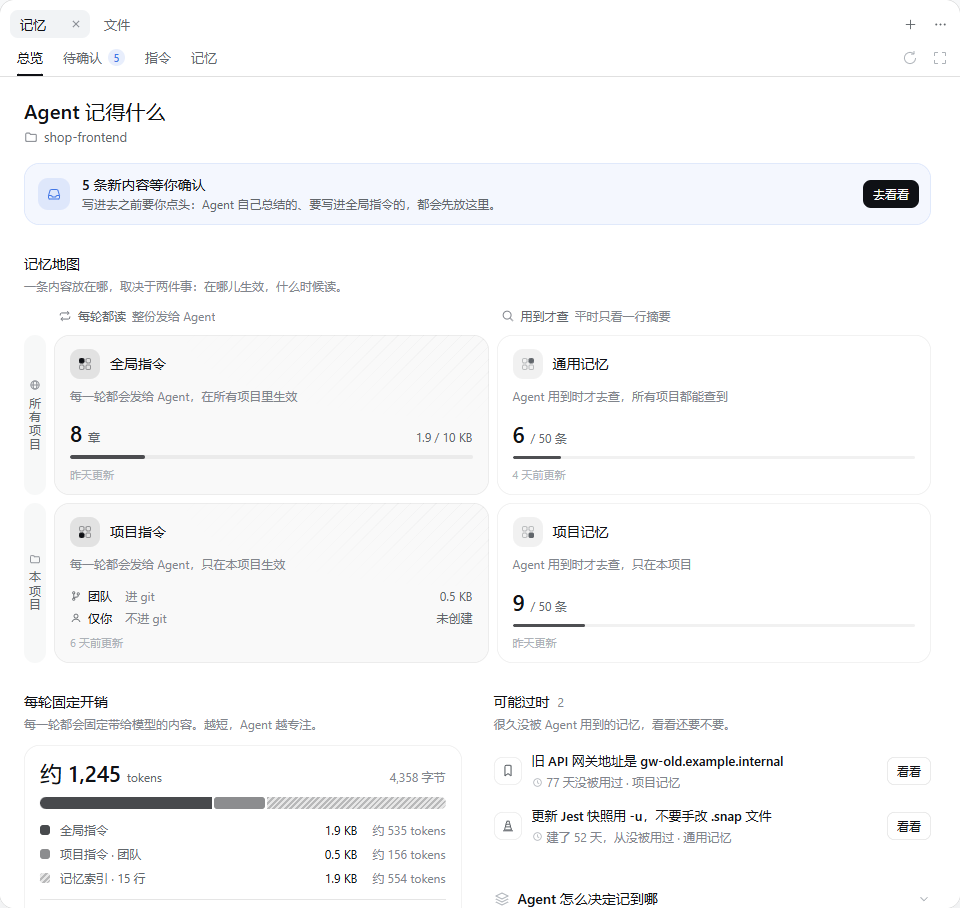 记忆 ×
文件
总览
待确认 5
指令
记忆
Agent 记得什么
shop-frontend
5 条新内容等你确认
写进去之前要你点头：Agent 自己总结的、要写进全局指令的，都会先放这里。
去看看
记忆地图
一条内容放在哪，取决于两件事：在哪儿生效，什么时候读。
每轮都读 整份发给 Agent
用到才查 平时只看一行摘要
所有项目
全局指令
每一轮都会发给 Agent，在所有项目里生效
8 章
1.9 / 10 KB
昨天更新
通用记忆
Agent 用到时才去查，所有项目都能查到
6 / 50 条
4 天前更新
本项目
项目指令
每一轮都会发给 Agent，只在本项目生效
团队 进 git 0.5 KB
仅你 不进 git 未创建
6 天前更新
项目记忆
Agent 用到时才去查，只在本项目
9 / 50 条
昨天更新
每轮固定开销
每一轮都会固定带给模型的内容。越短，Agent 越专注。
约 1,245 tokens
4,358 字节
全局指令 1.9 KB 约 535 tokens
项目指令 · 团队 0.5 KB 约 156 tokens
记忆索引 · 15 行 1.9 KB 约 554 tokens
可能过时 2
很久没被 Agent 用到的记忆，看看还要不要。
旧 API 网关地址是 gw-old.example.internal
77 天没被用过 · 项目记忆
看看
更新 Jest 快照用 -u，不要手改 .snap 文件
建了 52 天，从没被用过 · 通用记忆
看看
Agent 怎么决定记到哪